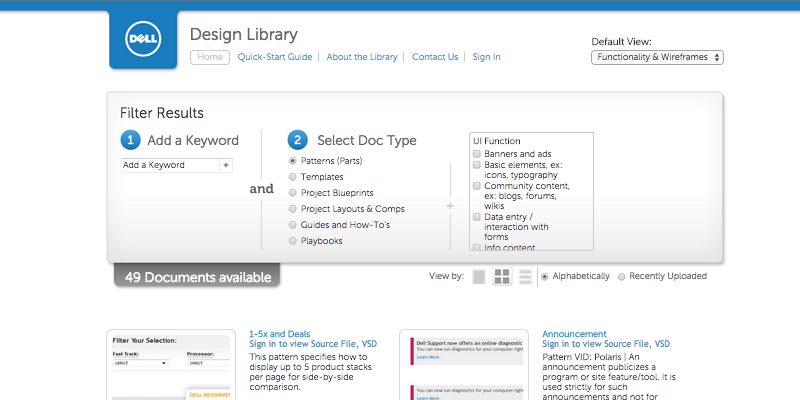 DELL
Design Library
Home
Quick-Start Guide
About the Library
Contact Us
Sign In
Default View:
Functionality & Wireframes
Filter Results
1 Add a Keyword
Add a Keyword +
and
2 Select Doc Type
Patterns (Parts)
Templates
Project Blueprints
Project Layouts & Comps
Guides and How-To's
Playbooks
+
UI Function
Banners and ads
Basic elements, ex:
icons, typography
Community content,
ex: blogs, forums,
wikis
Data entry /
interaction with
forms
Info content
49 Documents available
View by:
Alphabetically
Recently Uploaded
Filter Your Selection:
Fast Track:
Processor:
select
select
DELL RECOMME
1-5x and Deals
Sign in to view Source File, VSD
This pattern specifies how to
display up to 5 product stacks
per page for side-by-side
comparison.
Dell Support now offers an online diagnostic
You can now run diagnostics for your computer righ
Learn More
You can now run diagnostics for your computer righ
Learn More
Announcement
Sign in to view Source File, VSD
Pattern VID: Polaris | An
announcement publicizes a
program or site feature/tool. It is
used strictly for such
announcements and not for